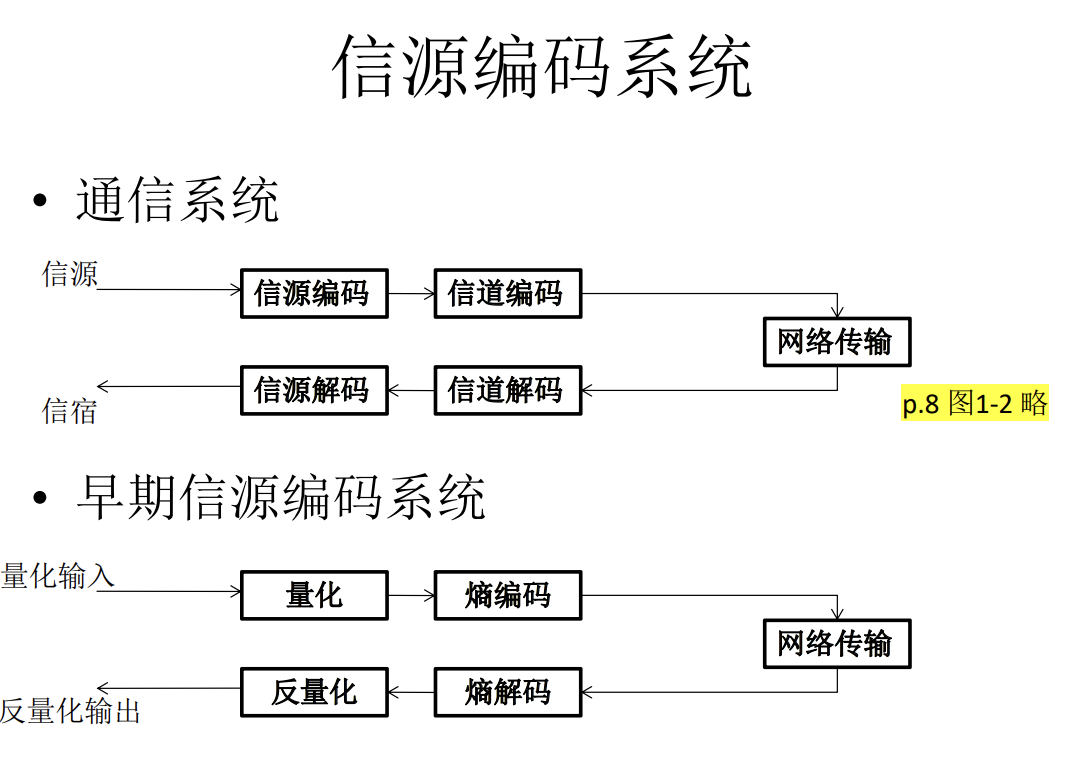 信源编码系统
• 通信系统
信源
信源编码
信道编码
网络传输
信源解码
信道解码
信宿
p.8 图1-2 略
• 早期信源编码系统
量化输入
量化
熵编码
网络传输
反量化
熵解码
反量化输出